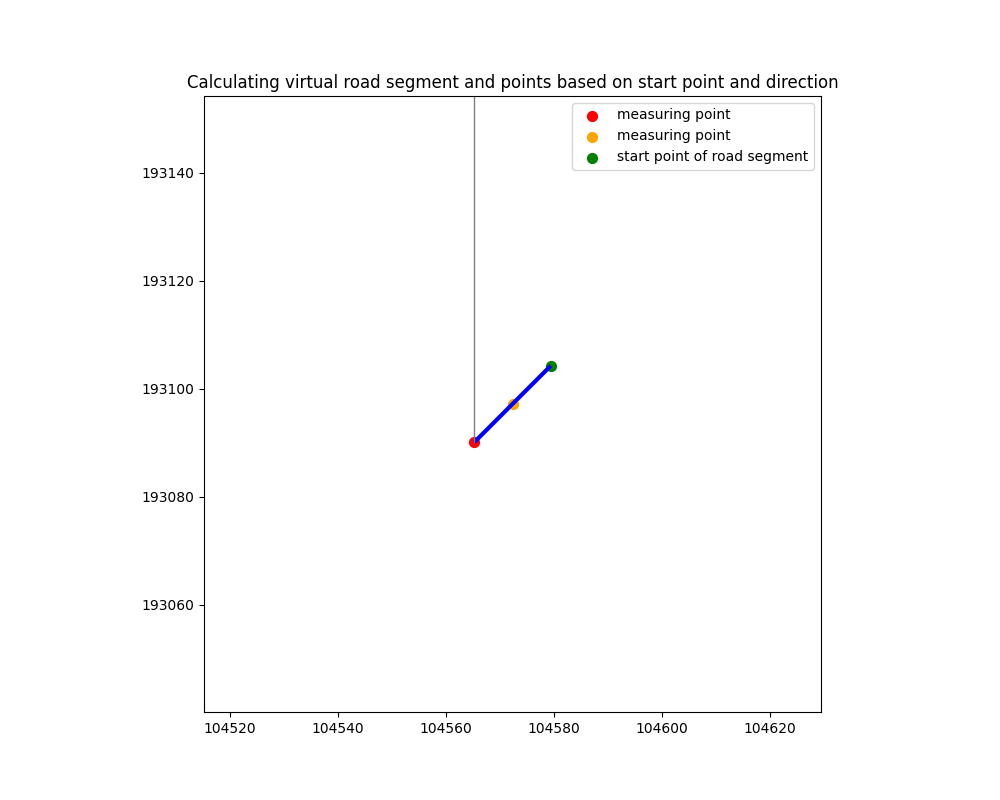 Calculating virtual road segment and points based on start point and direction
measuring point
measuring point
start point of road segment
193140
193120
193100
193080
193060
104520 104540 104560 104580 104600 104620